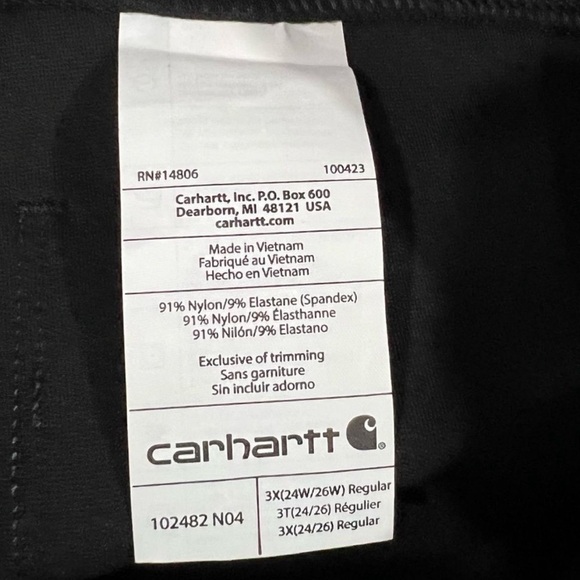 RN#14806 100423
Carhartt, Inc. P.O. Box 600
Dearborn, MI 48121 USA
carhartt.com
Made in Vietnam
Fabriqué au Vietnam
Hecho en Vietnam
91% Nylon/9% Elastane (Spandex)
91% Nylon/9% Élasthanne
91% Nilón/9% Elastano
Exclusive of trimming
Sans garniture
Sin incluir adorno
carhartt ®
102482 N04
3X(24W/26W) Regular
3T(24/26) Régulier
3X(24/26) Regular